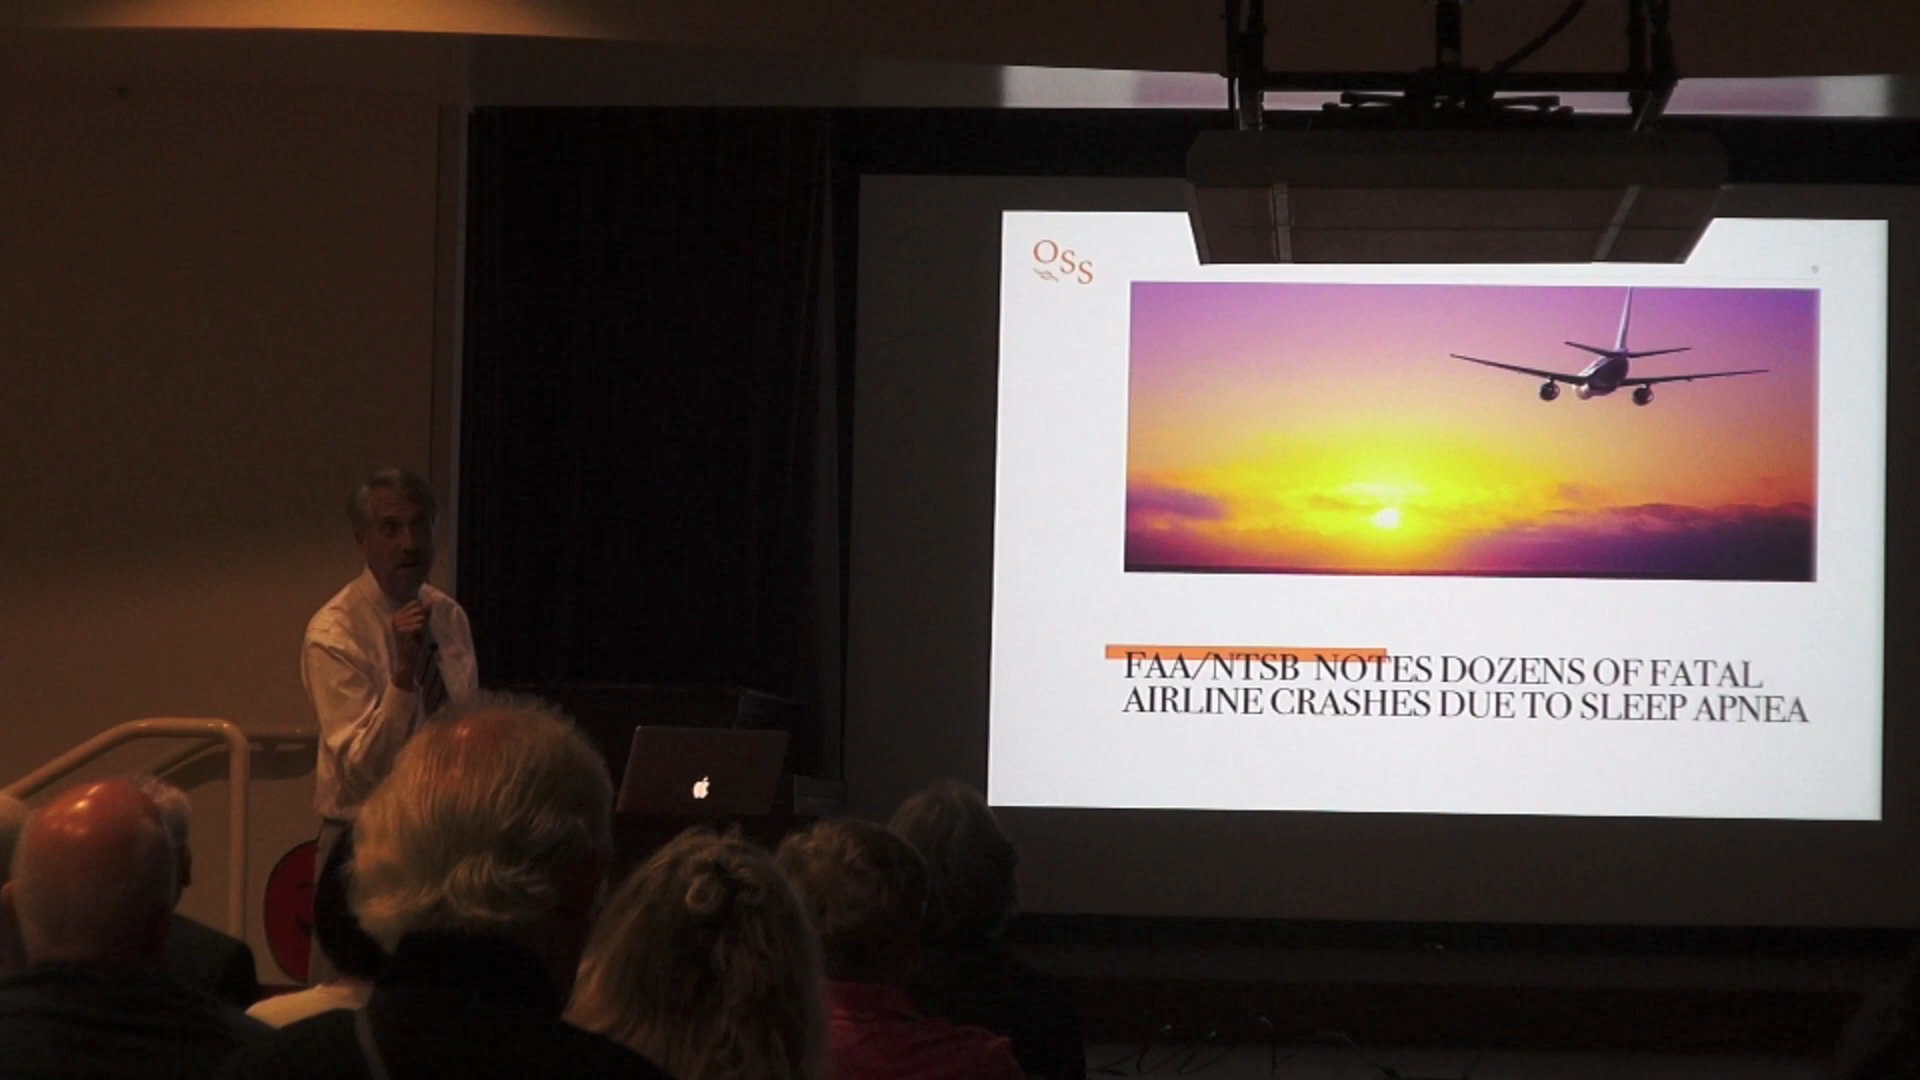 OSS
FAA/NTSB NOTES DOZENS OF FATAL
AIRLINE CRASHES DUE TO SLEEP APNEA